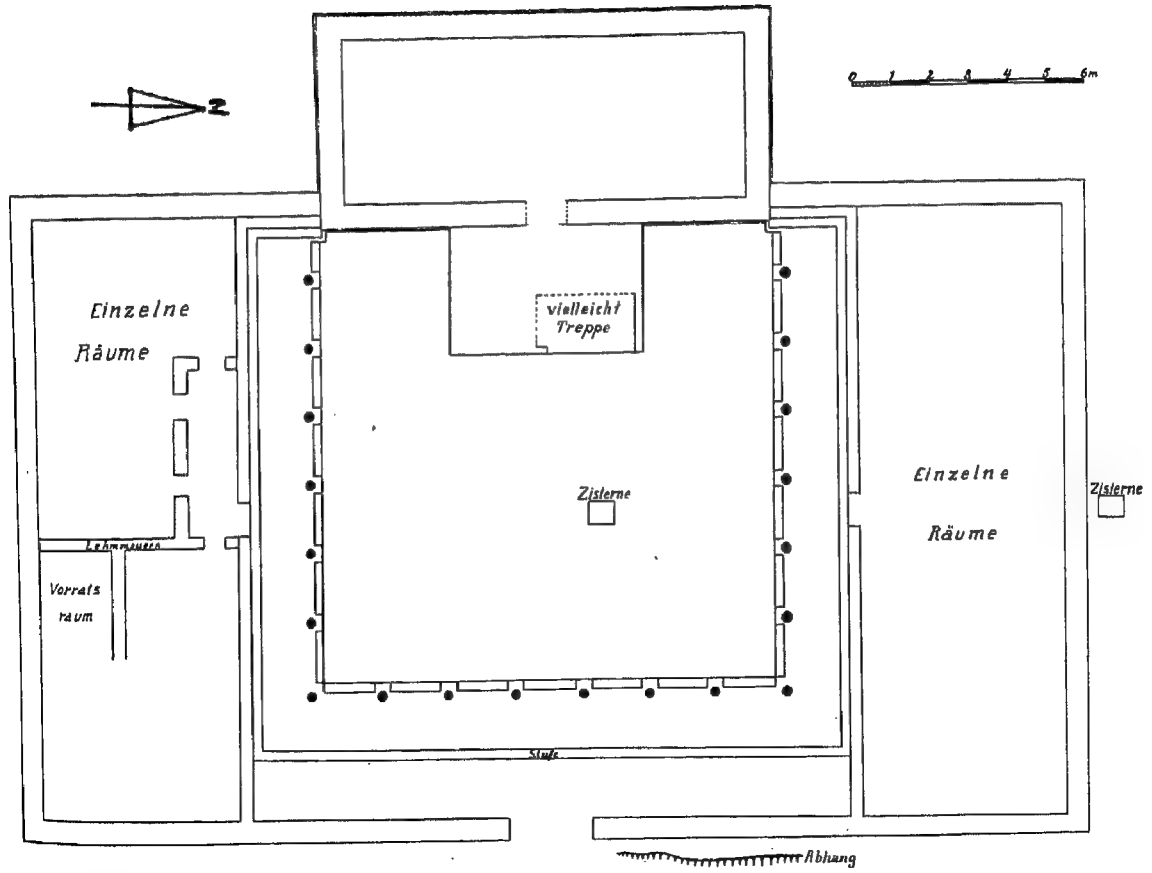 0 1 2 3 4 5 6m
N
Einzelne
Räume
vielleicht
Treppe
Zisterne
Einzelne
Räume
Zisterne
Lehmmauern
Vorrats
raum
Stufe
Abhang